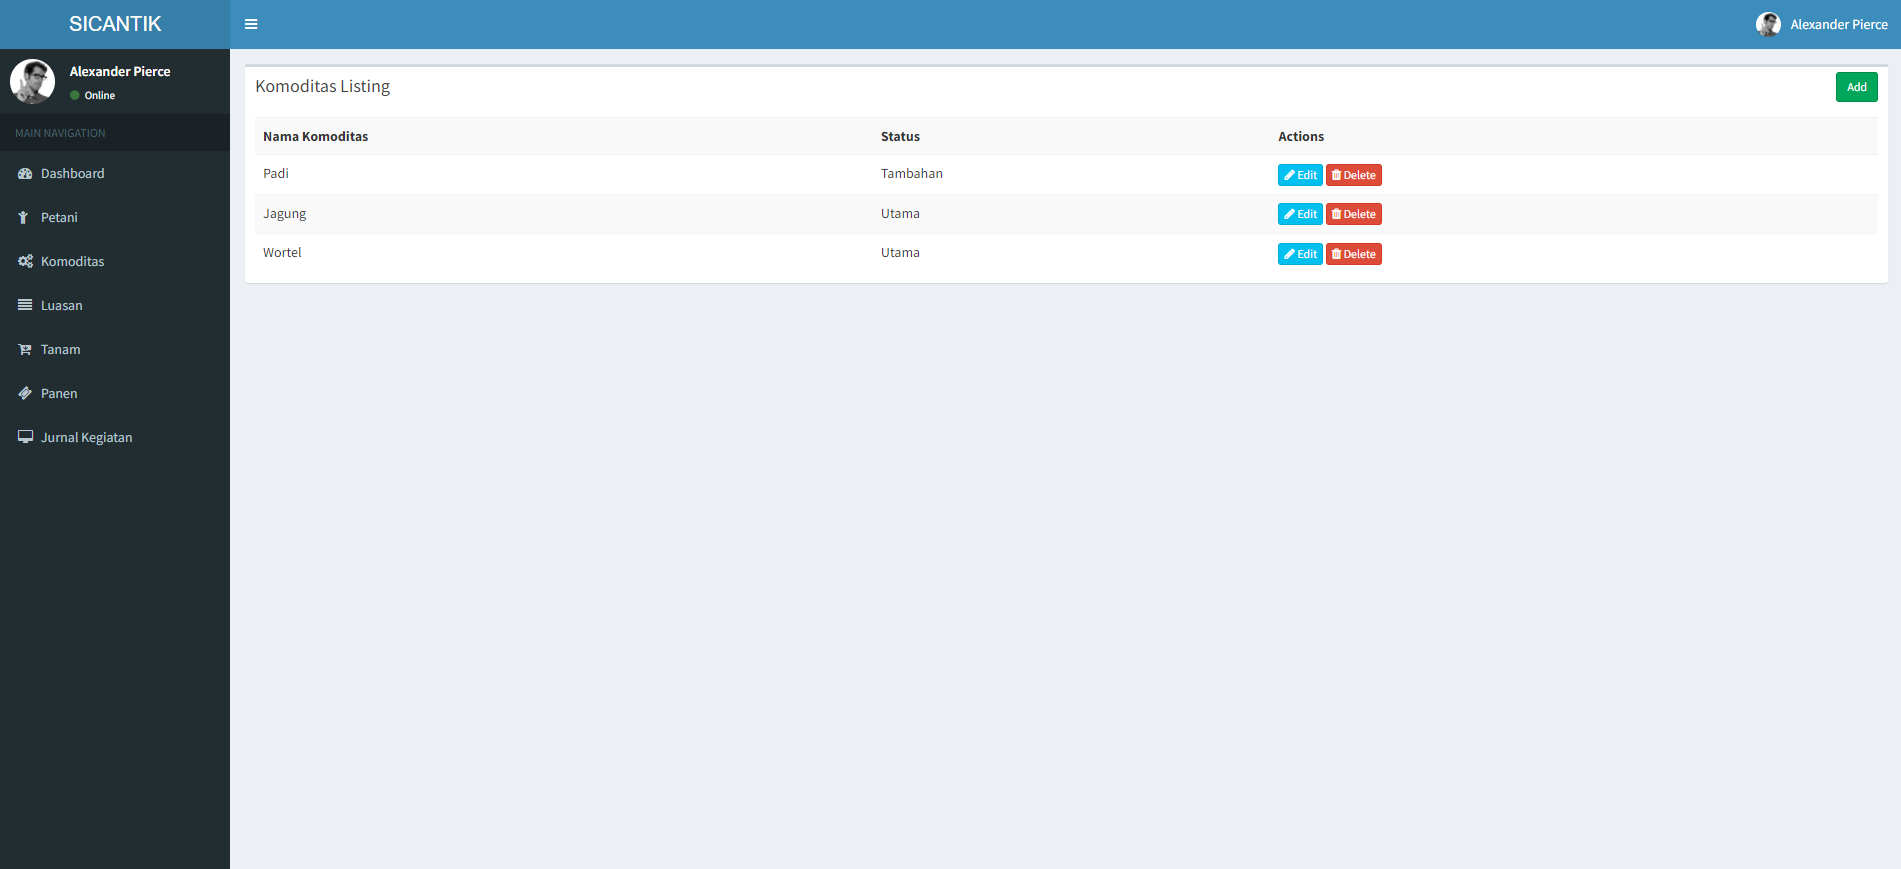 SICANTIK
Alexander Pierce
Alexander Pierce
Online
MAIN NAVIGATION
Dashboard
Petani
Komoditas
Luasan
Tanam
Panen
Jurnal Kegiatan
Komoditas Listing
Add
Nama Komoditas Status Actions
Padi Tambahan Edit Delete
Jagung Utama Edit Delete
Wortel Utama Edit Delete